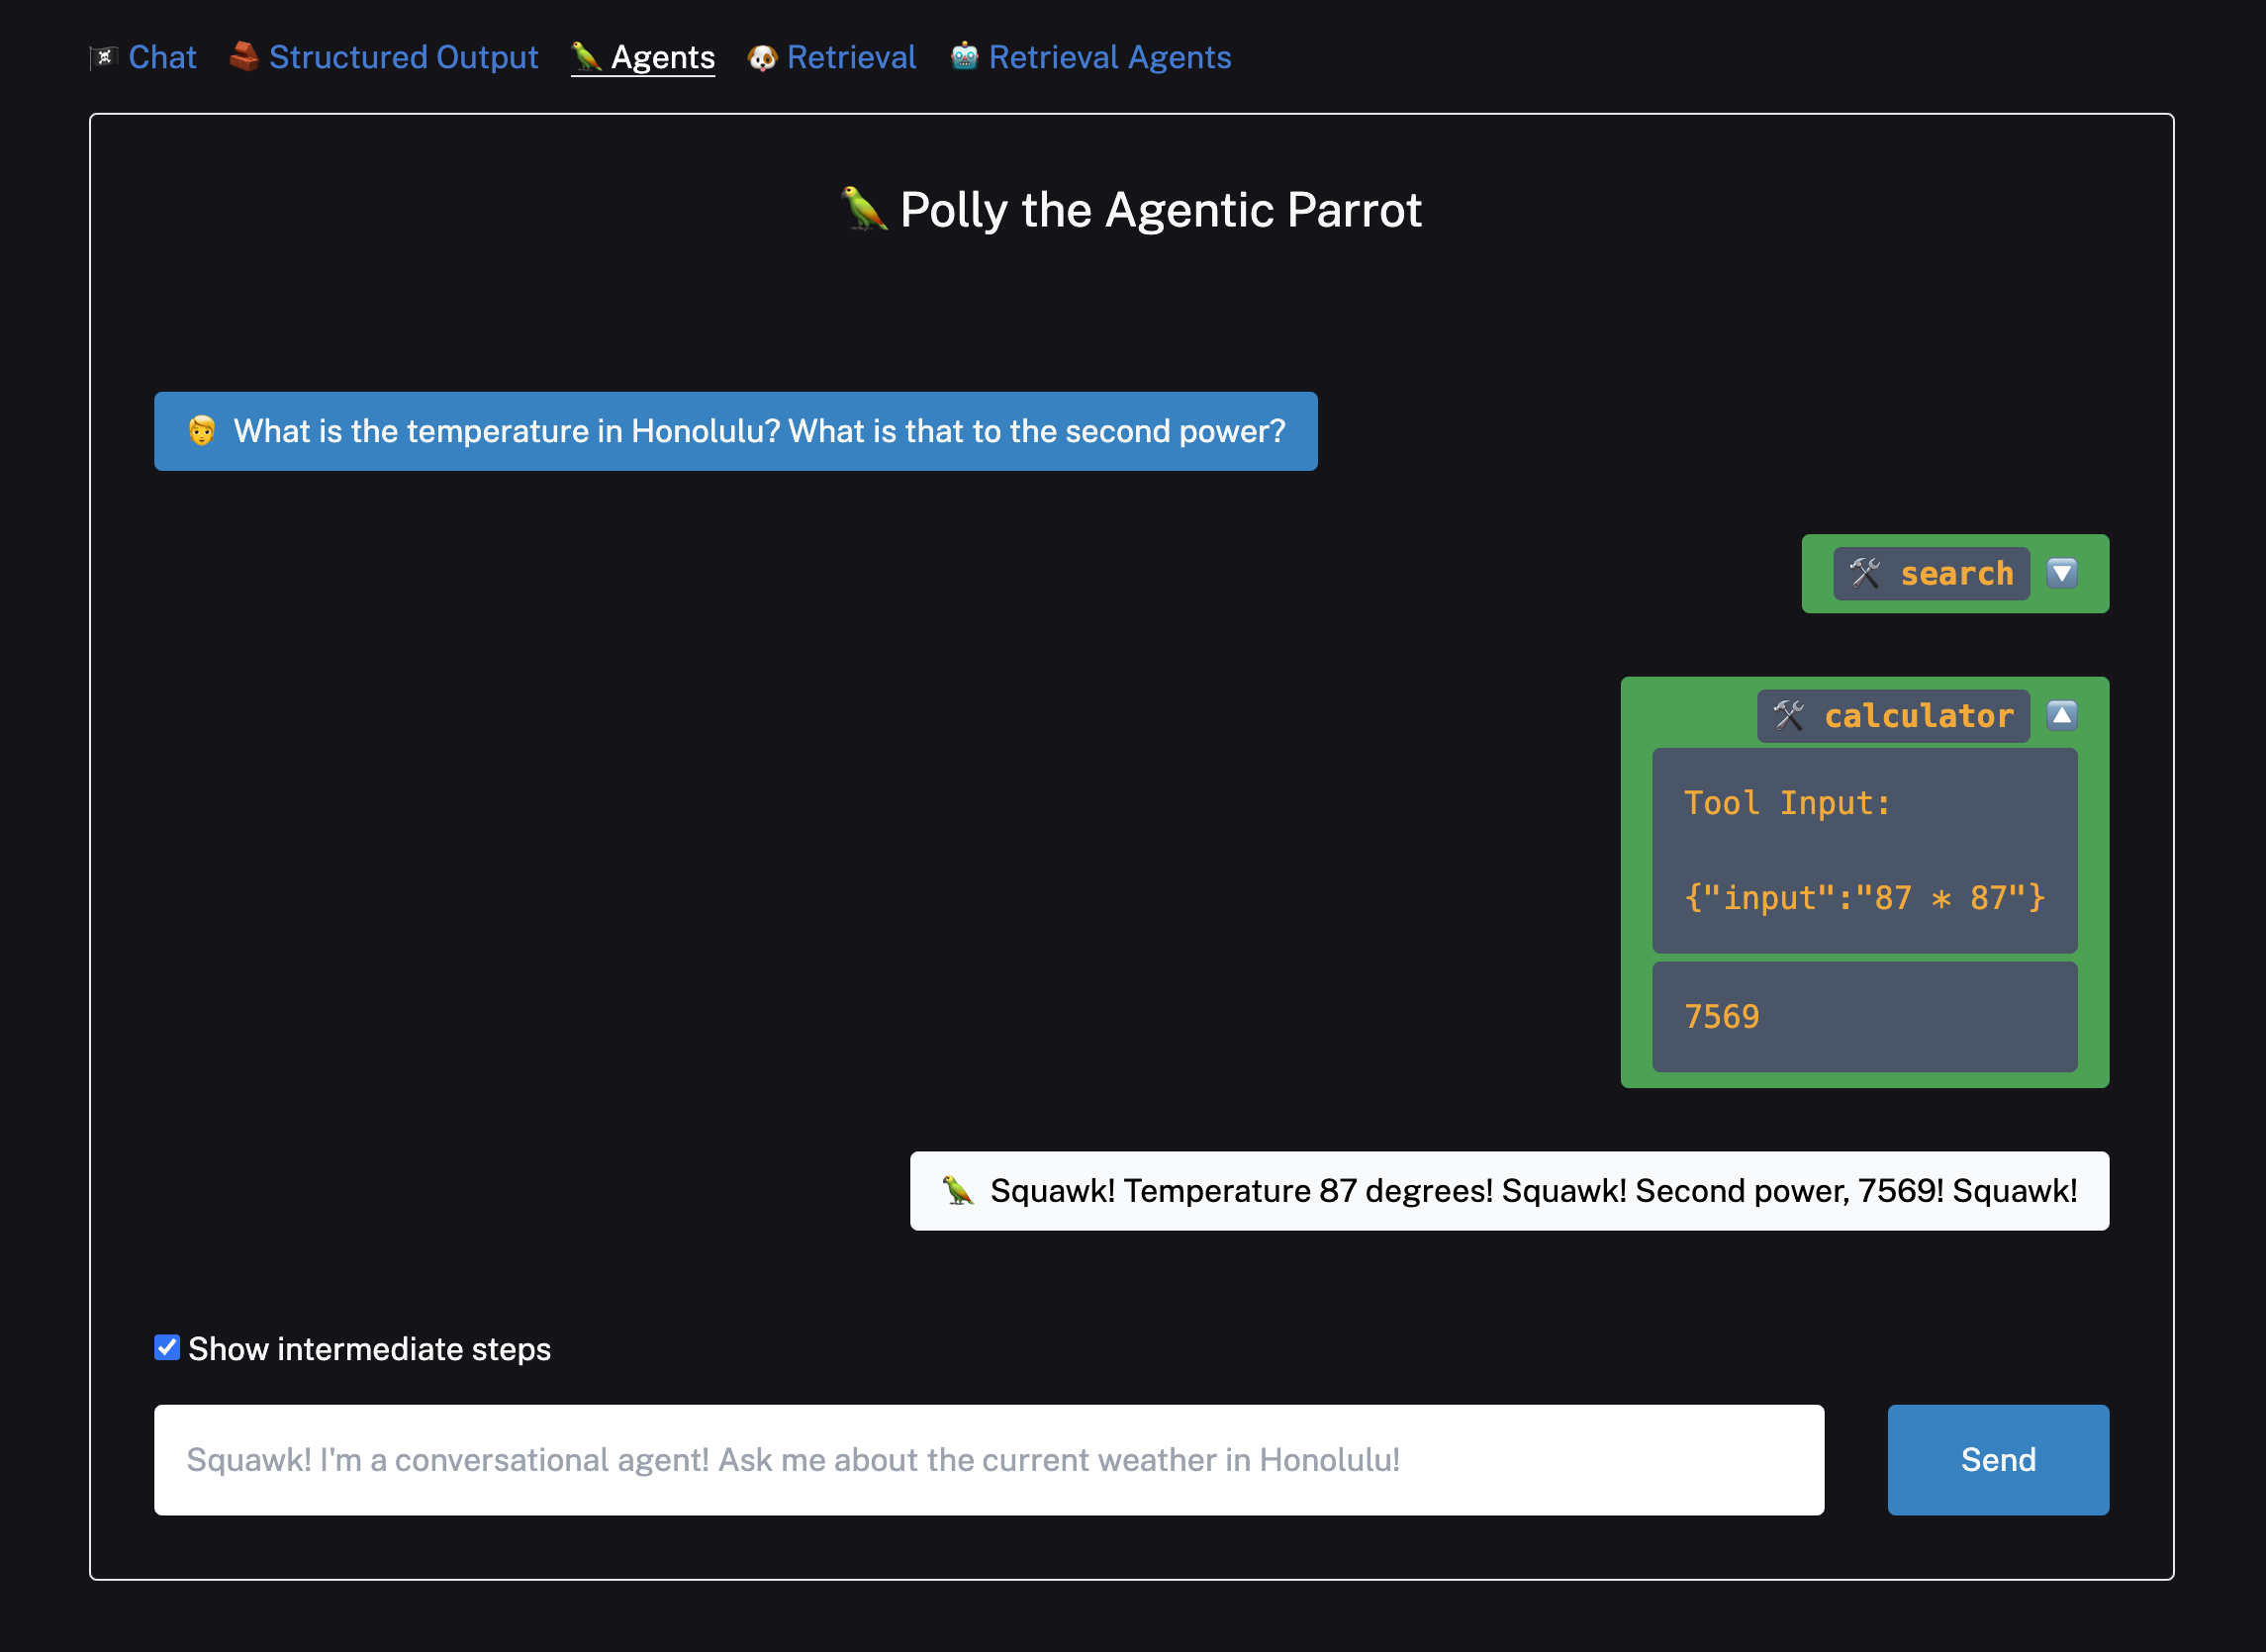 Chat Structured Output Agents Retrieval Retrieval Agents
Polly the Agentic Parrot
What is the temperature in Honolulu? What is that to the second power?
search
calculator
Tool Input:
{"input":"87 * 87"}
7569
Squawk! Temperature 87 degrees! Squawk! Second power, 7569! Squawk!
Show intermediate steps
Squawk! I'm a conversational agent! Ask me about the current weather in Honolulu!
Send